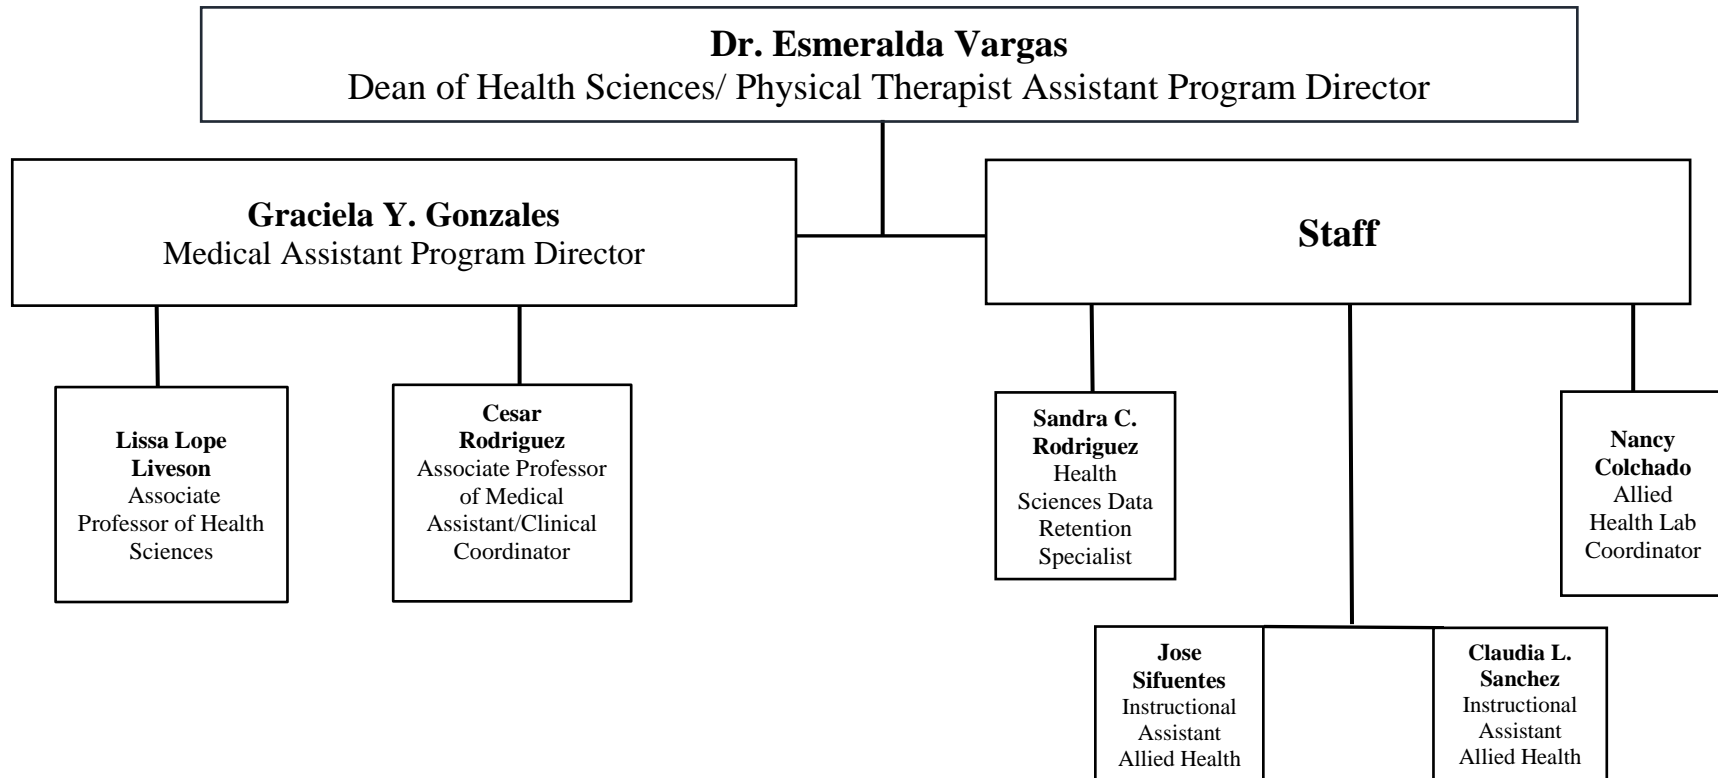 Dr. Esmeralda Vargas
Dean of Health Sciences/ Physical Therapist Assistant Program Director
Graciela Y. Gonzales
Medical Assistant Program Director
Staff
Lissa Lope
Liveson
Associate
Professor of Health
Sciences
Cesar
Rodriguez
Associate Professor
of Medical
Assistant/Clinical
Coordinator
Sandra C.
Rodriguez
Health
Sciences Data
Retention
Specialist
Nancy
Colchado
Allied
Health Lab
Coordinator
Jose
Sifuentes
Instructional
Assistant
Allied Health
Claudia L.
Sanchez
Instructional
Assistant
Allied Health